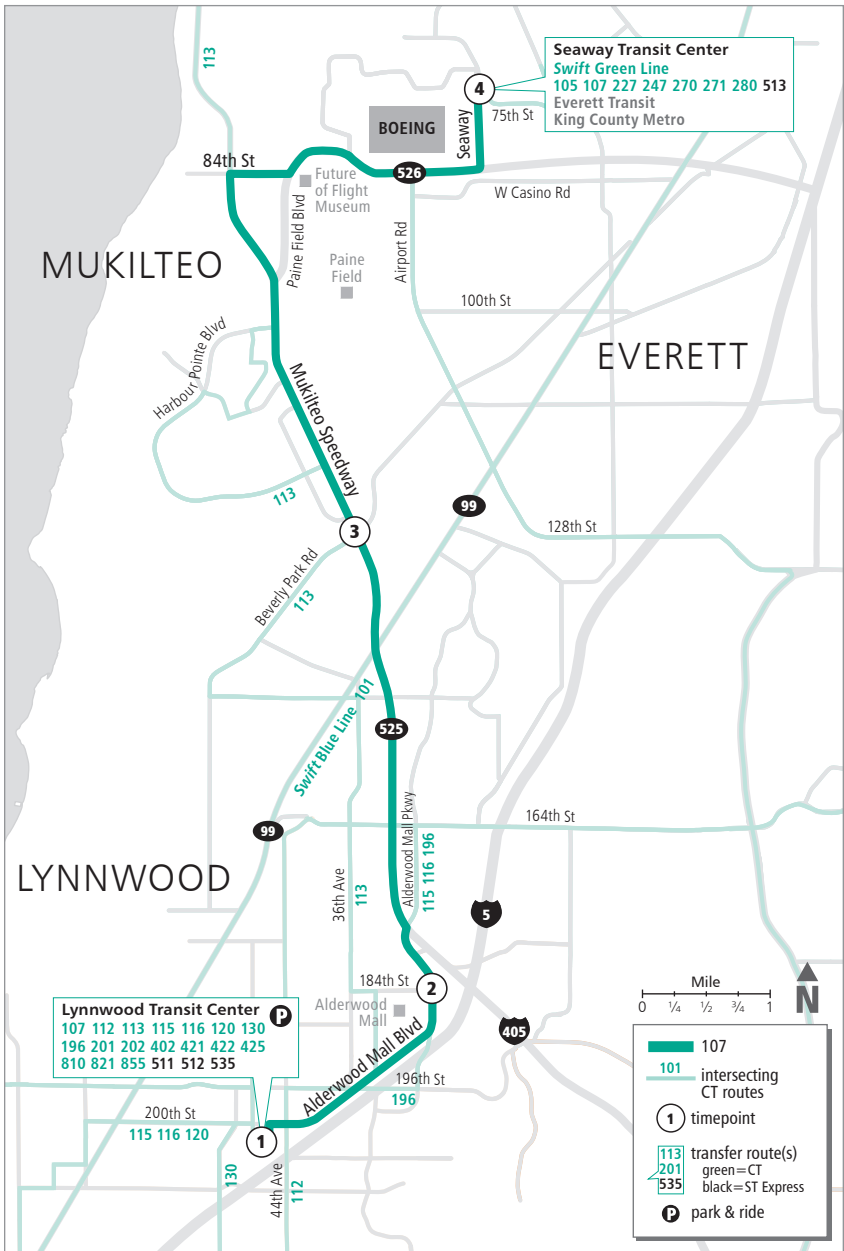 113
Seaway Transit Center
Swift Green Line
105 107 227 247 270 271 280 513
Everett Transit
King County Metro
4
75th St
BOEING
Seaway
84th St
526
Future
of Flight
Museum
W Casino Rd
Paine Field Blvd
Airport Rd
MUKILTEO
Paine
Field
100th St
Harbour Pointe Blvd
EVERETT
Mukilteo Speedway
113
99
3
128th St
Beverly Park Rd
113
Swift Blue Line 101
525
99
164th St
Alderwood Mall Pkwy
115 116 196
LYNNWOOD
36th Ave
113
5
184th St
2
Alderwood
Mall
Mile
0 ¼ ½ ¾ 1
N
Lynnwood Transit Center
P
107 112 113 115 116 120 130
196 201 202 402 421 422 425
810 821 855 511 512 535
405
Alderwood Mall Blvd
196th St
196
200th St
115 116 120
1
130
44th Ave
112
107
101
intersecting
CT routes
1 timepoint
113 transfer route(s)
201 green=CT
535 black=ST Express
P park & ride